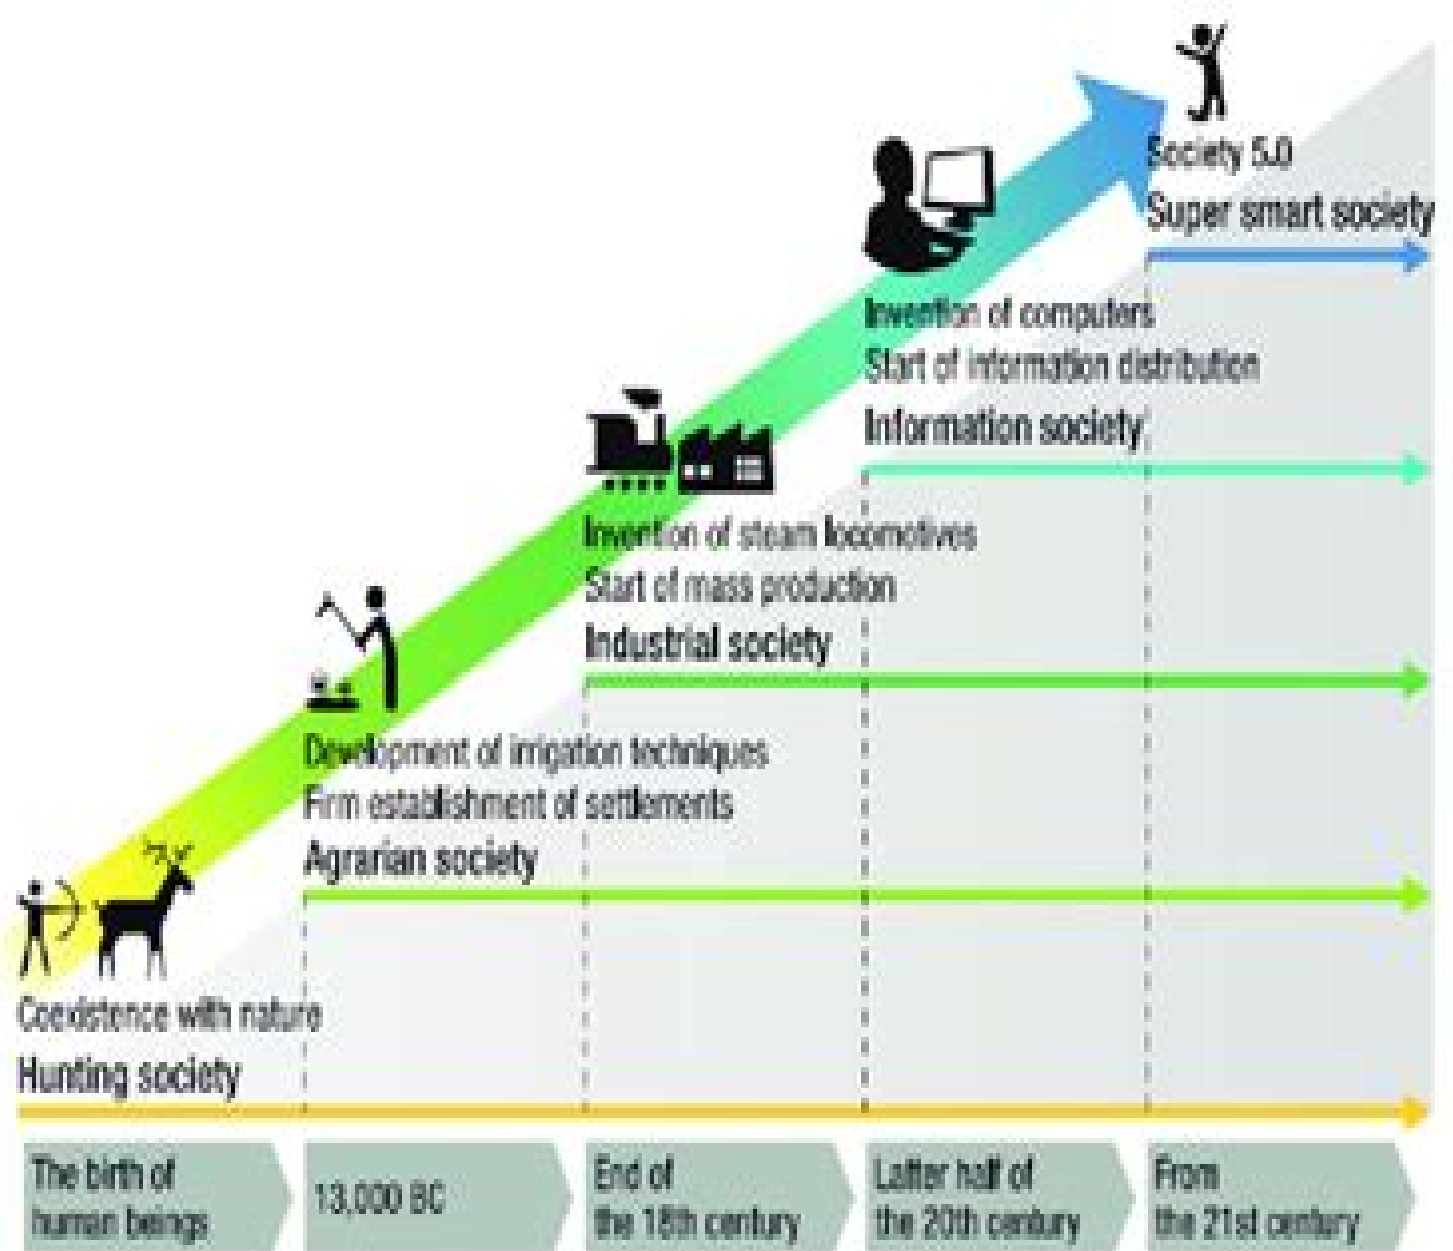 Society 5.0
Super smart society
Invention of computers
Start of information distribution
Information society
Invention of steam locomotives
Start of mass production
Industrial society
Development of irrigation techniques
Firm establishment of settlements
Agrarian society
Coexistence with nature
Hunting society
The birth of
human beings
13,000 BC
End of
the 18th century
Latter half of
the 20th century
From
the 21st century